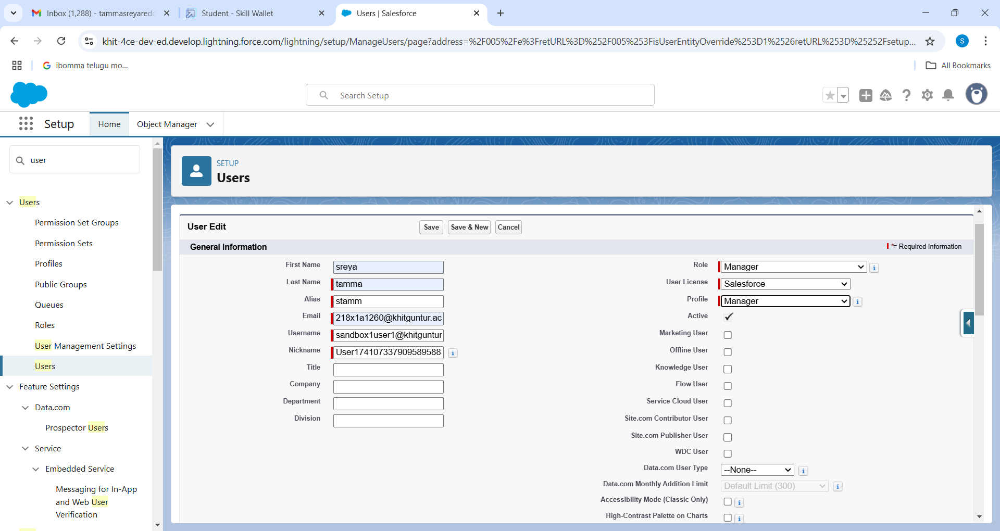 Inbox (1,288) - tammasreyaredd
Student - Skill Wallet
Users | Salesforce
khit-4ce-dev-ed.develop.lightning.force.com/lightning/setup/ManageUsers/page?address=%2F005%2Fe%3FretURL%3D%252F005%253FisUserEntityOverride%253D1%2526retURL%253D%25252Fsetup...
S
ibomma telugu mo...
All Bookmarks
Search Setup
Setup
Home
Object Manager
user
Users
Permission Set Groups
Permission Sets
Profiles
Public Groups
Queues
Roles
User Management Settings
Users
Feature Settings
Data.com
Prospector Users
Service
Embedded Service
Messaging for In-App
and Web User
Verification
SETUP
Users
User Edit
Save
Save & New
Cancel
General Information
*= Required Information
First Name sreya
Last Name tamma
Alias stamm
Email 218x1a1260@khitguntur.ac
Username sandbox1user1@khitguntur
Nickname User174107337909589588
Title
Company
Department
Division
Role Manager
User License Salesforce
Profile Manager
Active
Marketing User
Offline User
Knowledge User
Flow User
Service Cloud User
Site.com Contributor User
Site.com Publisher User
WDC User
Data.com User Type --None--
Data.com Monthly Addition Limit Default Limit (300)
Accessibility Mode (Classic Only)
High-Contrast Palette on Charts